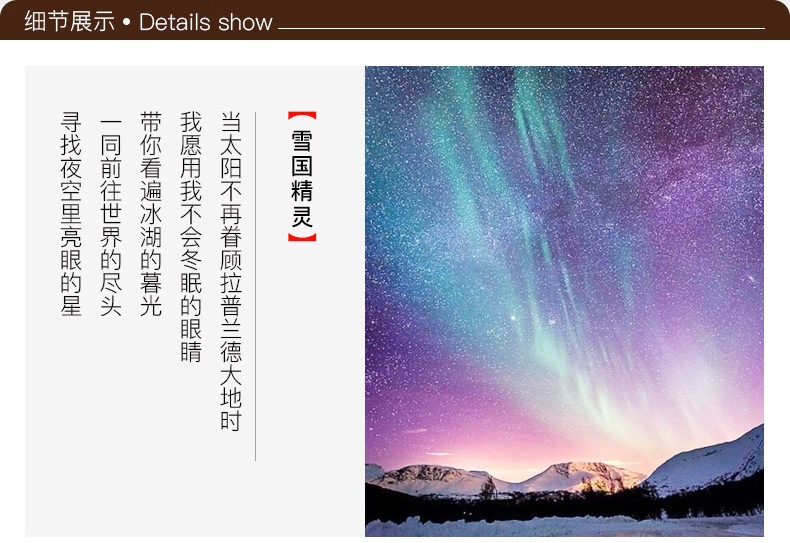 细节展示 • Details show
【雪国精灵】
当太阳不再眷顾拉普兰德大地时
我愿用我不会冬眠的眼睛
带你看遍冰湖的暮光
一同前往世界的尽头
寻找夜空里亮眼的星